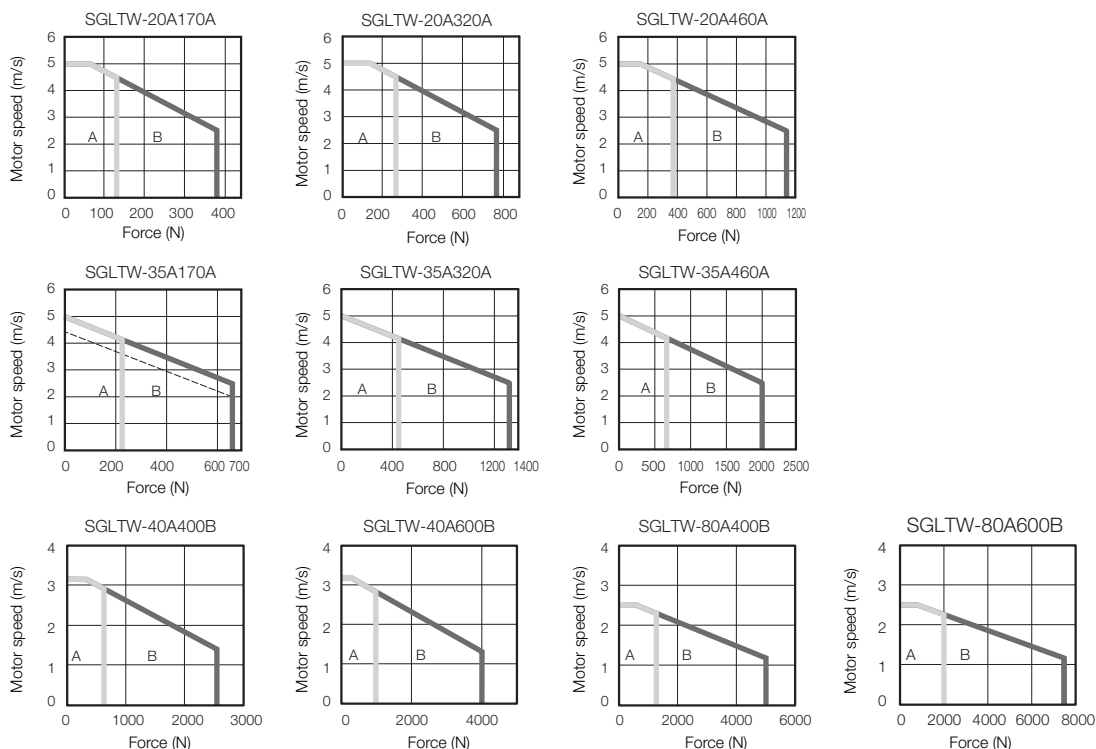 SGLTW-20A170A
Motor speed (m/s)
6
5
4
3
2
1
0
A
B
0 100 200 300 400
Force (N)
SGLTW-20A320A
Motor speed (m/s)
6
5
4
3
2
1
0
A
B
0 200 400 600 800
Force (N)
SGLTW-20A460A
Motor speed (m/s)
6
5
4
3
2
1
0
A
B
0 200 400 600 800 1000 1200
Force (N)
SGLTW-35A170A
Motor speed (m/s)
6
5
4
3
2
1
0
A
B
0 200 400 600 700
Force (N)
SGLTW-35A320A
Motor speed (m/s)
6
5
4
3
2
1
0
A
B
0 400 800 1200 1400
Force (N)
SGLTW-35A460A
Motor speed (m/s)
6
5
4
3
2
1
0
A
B
0 500 1000 1500 2000 2500
Force (N)
SGLTW-40A400B
Motor speed (m/s)
4
3
2
1
0
A
B
0 1000 2000 3000
Force (N)
SGLTW-40A600B
Motor speed (m/s)
4
3
2
1
0
A
B
0 2000 4000
Force (N)
SGLTW-80A400B
Motor speed (m/s)
4
3
2
1
0
A
B
0 2000 4000 6000
Force (N)
SGLTW-80A600B
Motor speed (m/s)
4
3
2
1
0
A
B
0 2000 4000 6000 8000
Force (N)